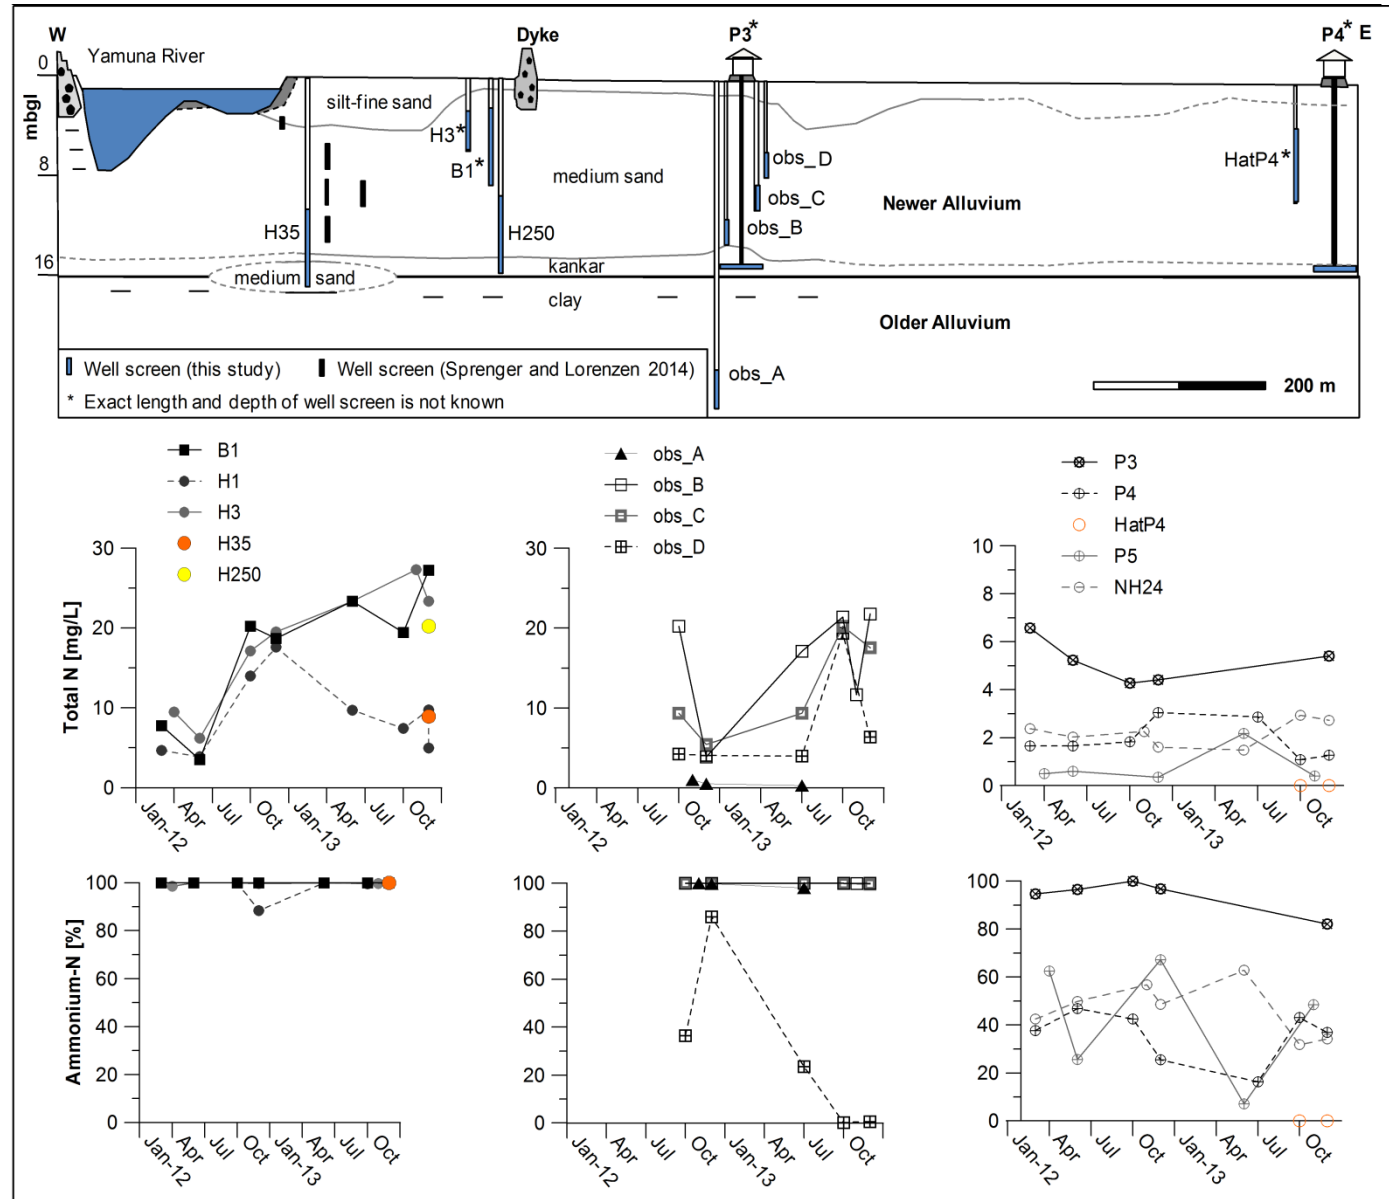 W Dyke P3* P4* E
Yamuna River
0
mbgl
8
16
silt-fine sand
H3*
B1*
medium sand
obs_D
obs_C
obs_B
HatP4*
Newer Alluvium
H35
H250
kankar
medium sand
clay
Older Alluvium
obs_A
Well screen (this study) Well screen (Sprenger and Lorenzen 2014)
* Exact length and depth of well screen is not known
200 m
B1
H1
H3
H35
H250
obs_A
obs_B
obs_C
obs_D
P3
P4
HatP4
P5
NH24
Total N [mg/L]
30
20
10
0
Jan-12 Apr Jul Oct Jan-13 Apr Jul Oct
30
20
10
0
Jan-12 Apr Jul Oct Jan-13 Apr Jul Oct
10
8
6
4
2
0
Jan-12 Apr Jul Oct Jan-13 Apr Jul Oct
Ammonium-N [%]
100
80
60
40
20
0
Jan-12 Apr Jul Oct Jan-13 Apr Jul Oct
100
80
60
40
20
0
Jan-12 Apr Jul Oct Jan-13 Apr Jul Oct
100
80
60
40
20
0
Jan-12 Apr Jul Oct Jan-13 Apr Jul Oct